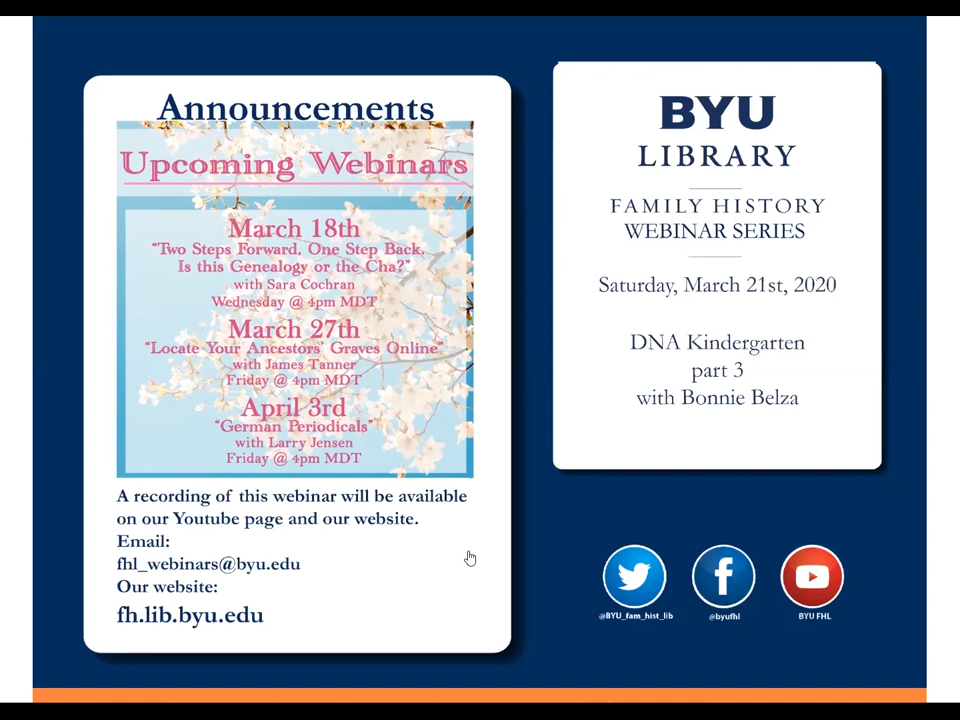 Announcements
Upcoming Webinars
March 18th
“Two Steps Forward, One Step Back,
Is this Genealogy or the Cha?”
with Sara Cochran
Wednesday @ 4pm MDT
March 27th
“Locate Your Ancestors’ Graves Online”
with James Tanner
Friday @ 4pm MDT
April 3rd
“German Periodicals”
with Larry Jensen
Friday @ 4pm MDT
A recording of this webinar will be available
on our Youtube page and our website.
Email:
fhl_webinars@byu.edu
Our website:
fh.lib.byu.edu
BYU
LIBRARY
FAMILY HISTORY
WEBINAR SERIES
Saturday, March 21st, 2020
DNA Kindergarten
part 3
with Bonnie Belza
@BYU_fam_hist_lib
@byufhl
BYU FHL